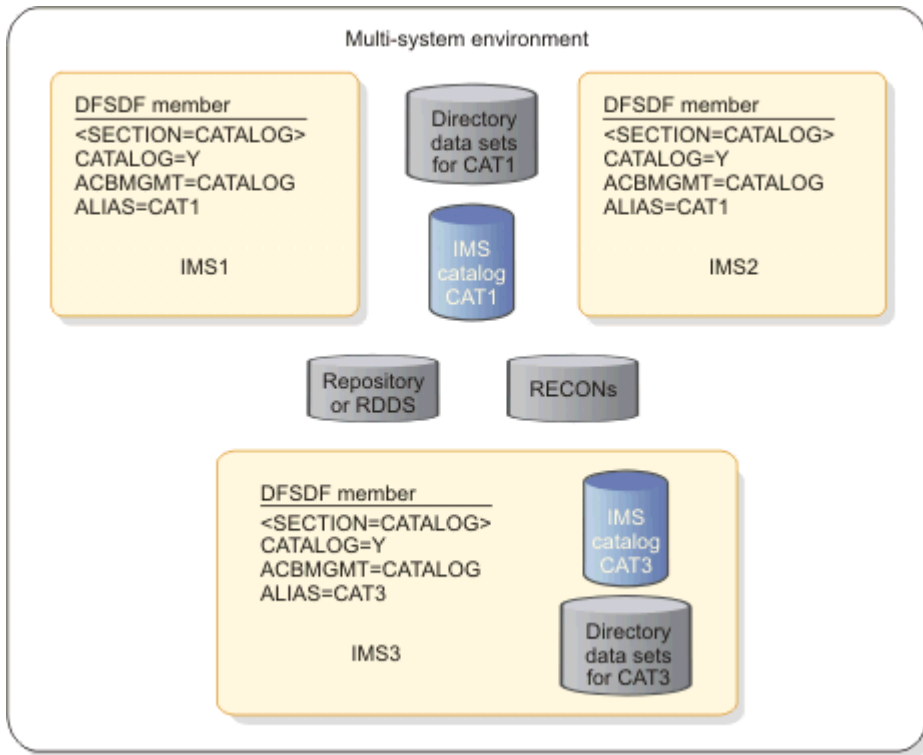 Multi-system environment
DFSDF member
<SECTION=CATALOG>
CATALOG=Y
ACBMGMT=CATALOG
ALIAS=CAT1
IMS1
Directory
data sets
for CAT1
IMS
catalog
CAT1
DFSDF member
<SECTION=CATALOG>
CATALOG=Y
ACBMGMT=CATALOG
ALIAS=CAT1
IMS2
Repository
or RDDS
RECONs
DFSDF member
<SECTION=CATALOG>
CATALOG=Y
ACBMGMT=CATALOG
ALIAS=CAT3
IMS3
IMS
catalog
CAT3
Directory
data sets
for CAT3